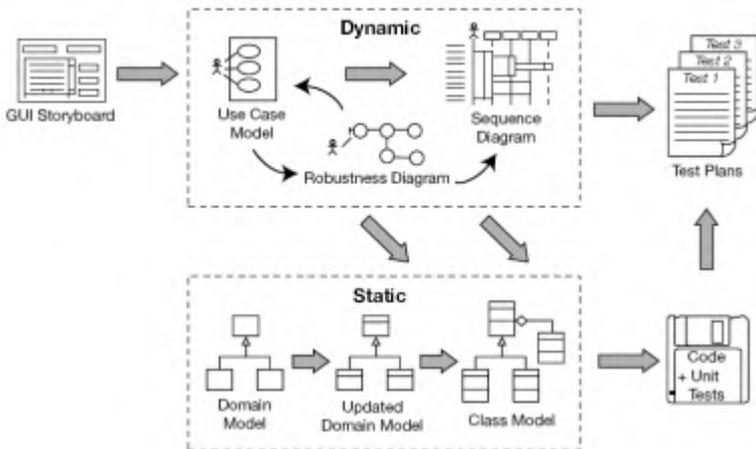 Dynamic
GUI Storyboard
Use Case
Model
Robustness Diagram
Sequence
Diagram
Test 3
Test 2
Test 1
Test Plans
Static
Domain
Model
Updated
Domain Model
Class Model
Code
+ Unit
Tests